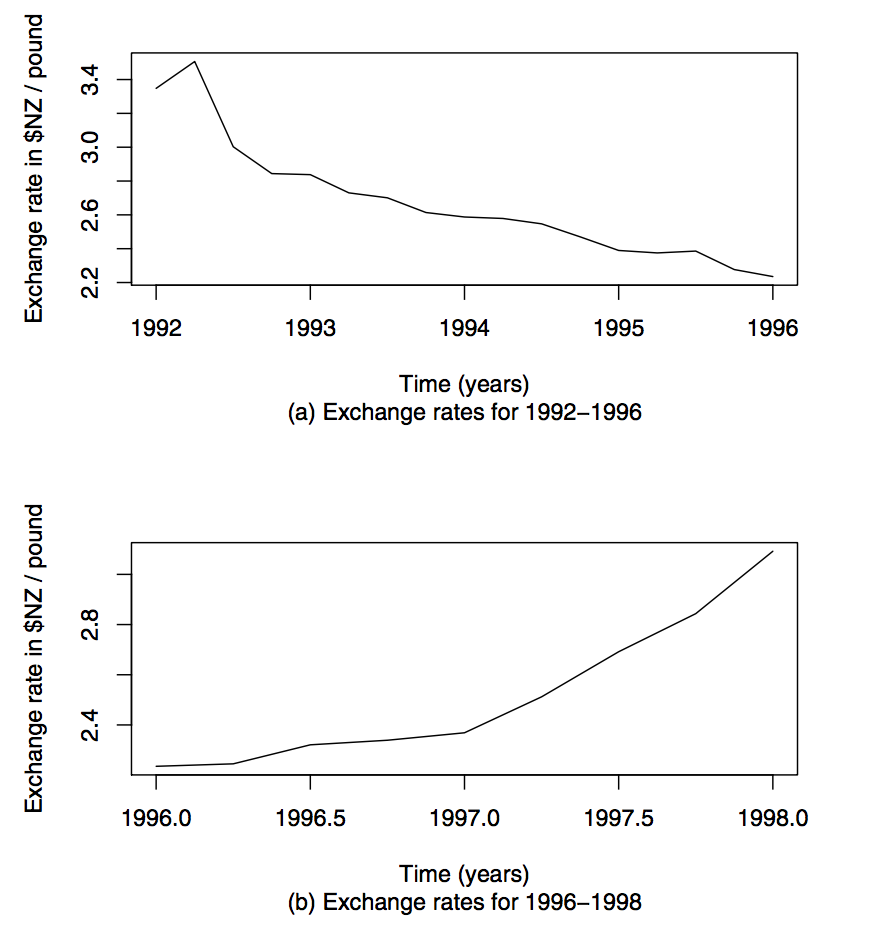 Exchange rate in $NZ / pound
3.4
3.0
2.6
2.2
1992 1993 1994 1995 1996
Time (years)
(a) Exchange rates for 1992–1996
Exchange rate in $NZ / pound
2.8
2.4
1996.0 1996.5 1997.0 1997.5 1998.0
Time (years)
(b) Exchange rates for 1996–1998